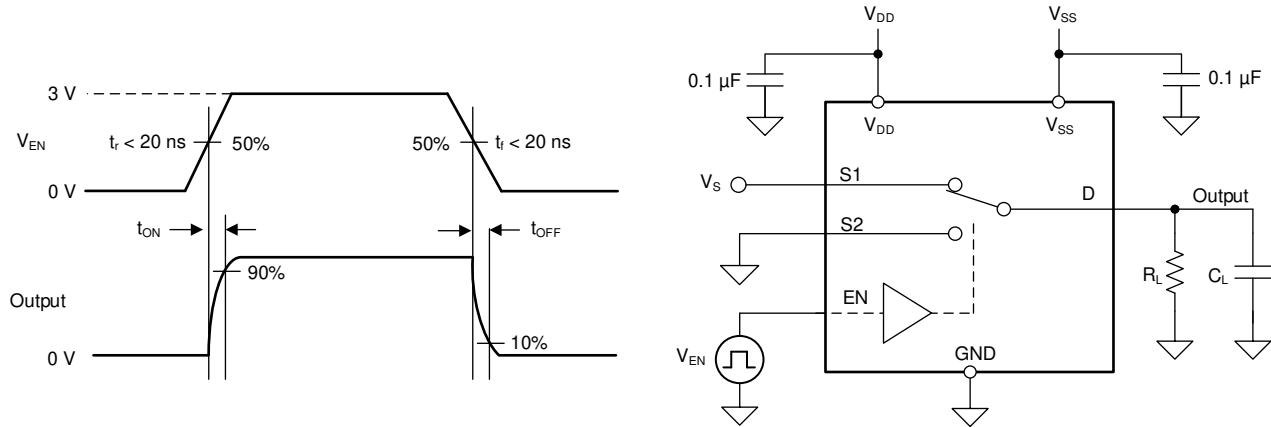 3 V
V_EN
t_r < 20 ns
50%
50%
t_f < 20 ns
0 V
t_ON
t_OFF
90%
Output
0 V
10%
V_DD
V_SS
0.1 µF
0.1 µF
V_DD
V_SS
V_S
S1
D
Output
S2
R_L
C_L
EN
V_EN
GND